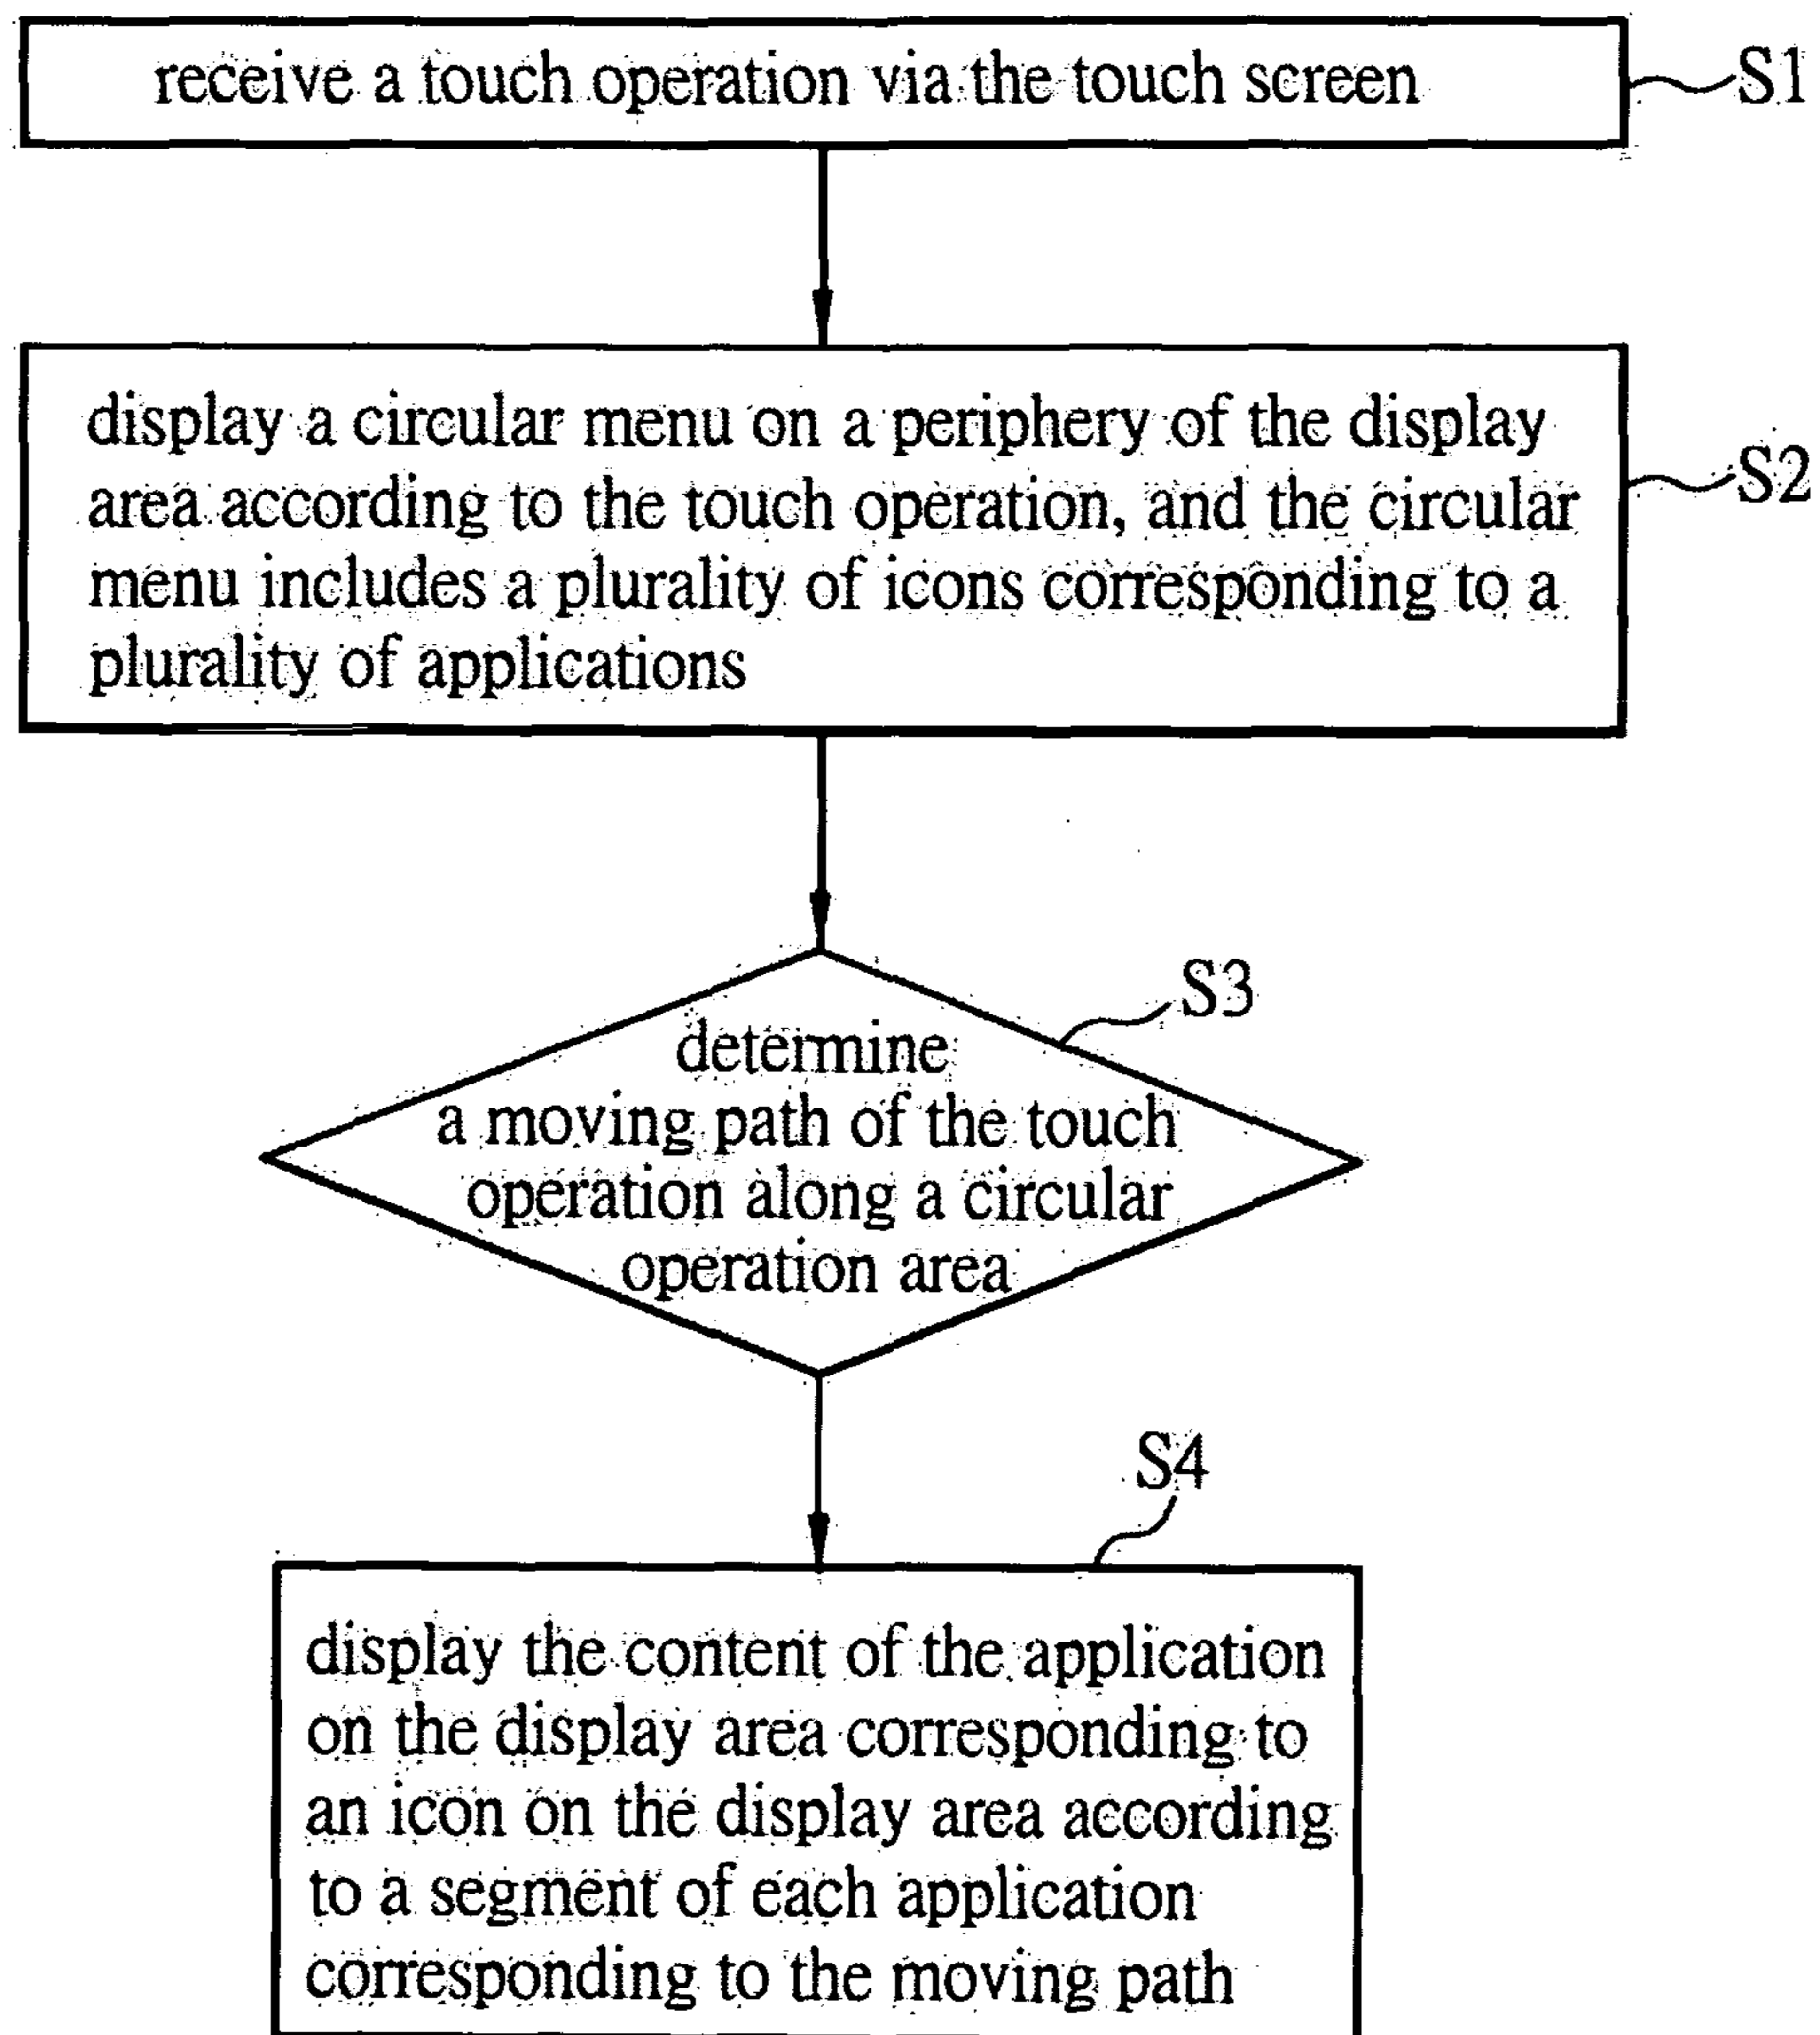 receive a touch operation via the touch screen
S1
display a circular menu on a periphery of the display
area according to the touch operation, and the circular
menu includes a plurality of icons corresponding to a
plurality of applications
S2
S3
determine
a moving path of the touch
operation along a circular
operation area
S4
display the content of the application
on the display area corresponding to
an icon on the display area according
to a segment of each application
corresponding to the moving path